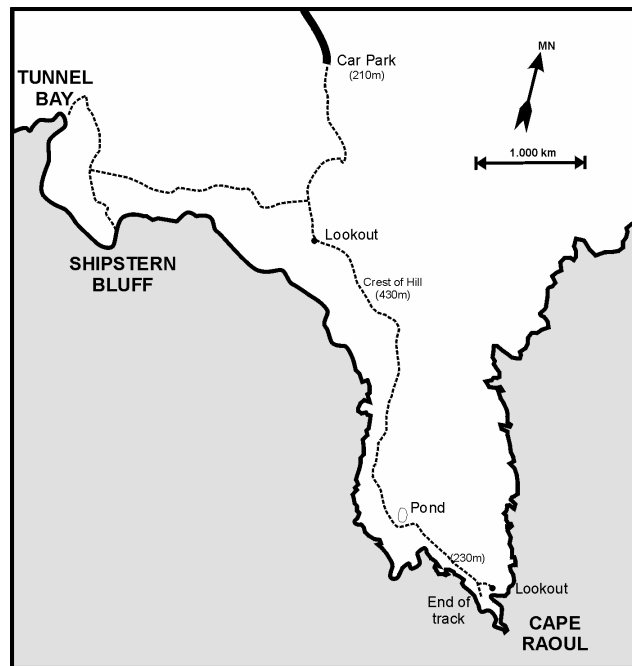 MN
Car Park
(210m)
TUNNEL
BAY
1.000 km
Lookout
SHIPSTERN
BLUFF
Crest of Hill
(430m)
Pond
(230m)
Lookout
End of
track
CAPE
RAOUL